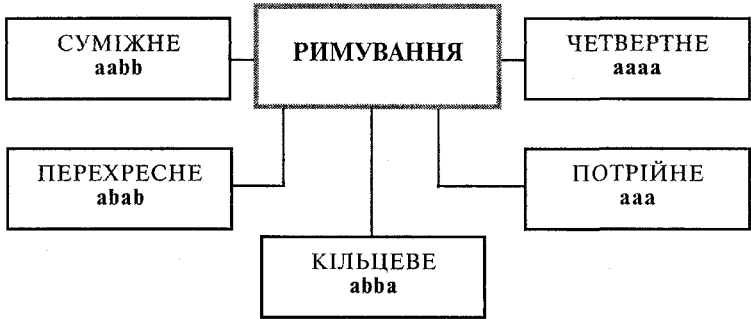 РИМУВАННЯ
СУМІЖНЕ
aabb
ЧЕТВЕРТНЕ
aaaa
ПЕРЕХРЕСНЕ
abab
ПОТРІЙНЕ
aaa
КІЛЬЦЕВЕ
abba